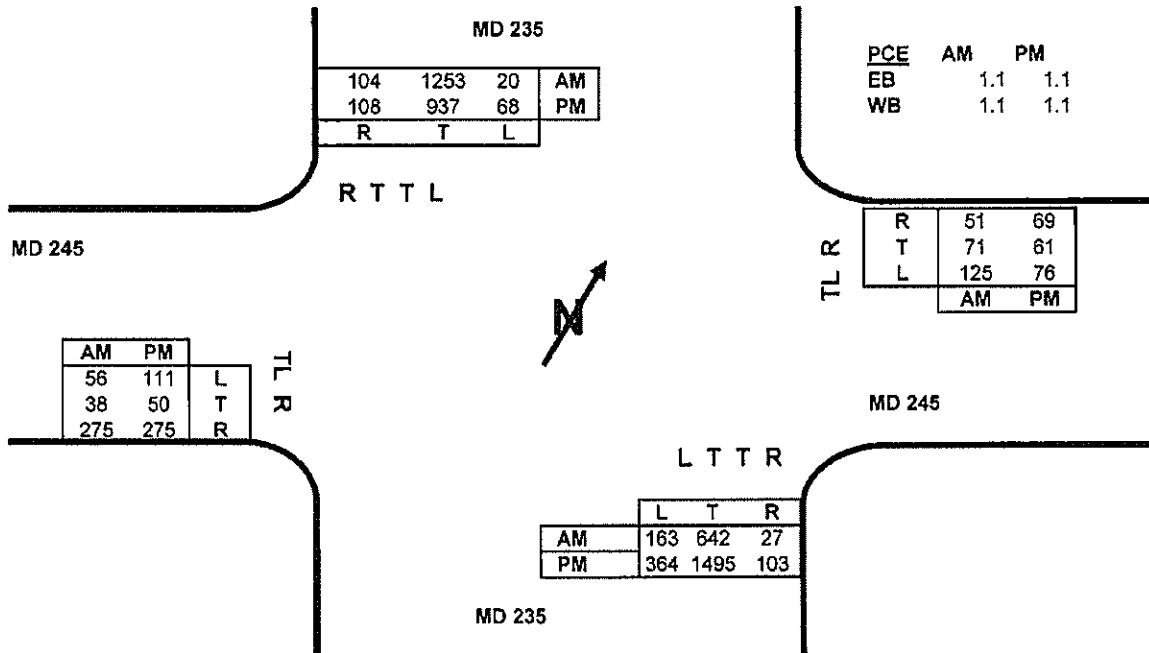 MD 235
PCE AM PM
EB 1.1 1.1
WB 1.1 1.1
104 1253 20 AM
108 937 68 PM
R T L
R T T L
MD 245
R 51 69
T 71 61
L 125 76
AM PM
TL R
N
AM PM
56 111 L
38 50 T
275 275 R
TL R
MD 245
L T T R
L T R
AM 163 642 27
PM 364 1495 103
MD 235